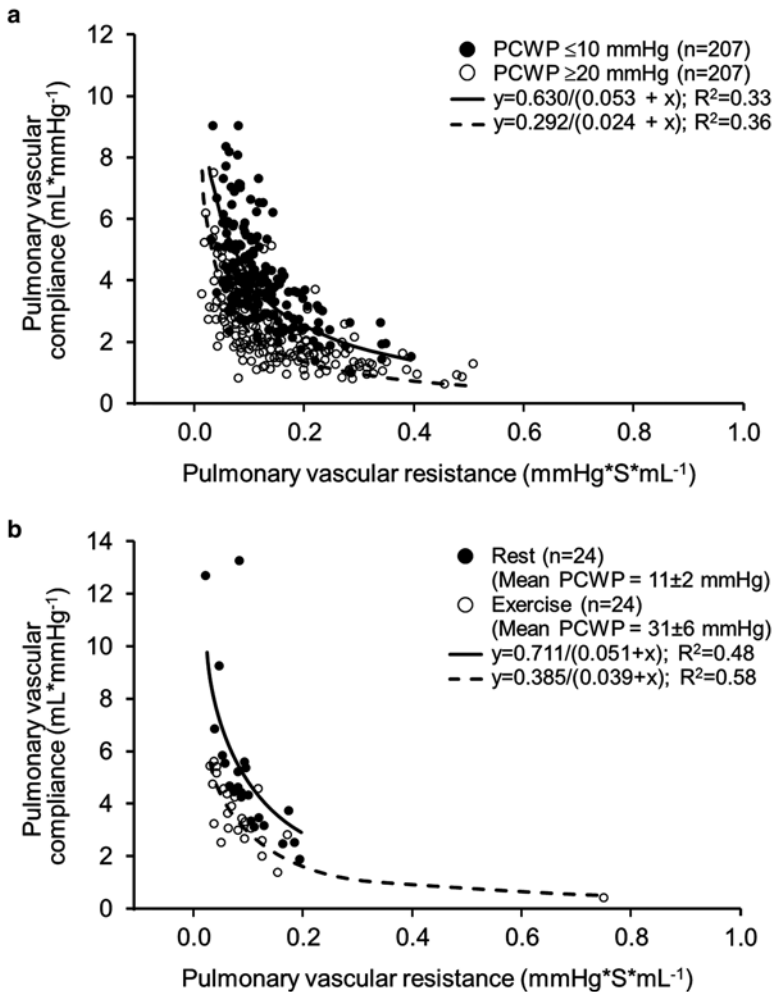 a
12
10
8
6
4
2
0
Pulmonary vascular
compliance (mL*mmHg-1)
PCWP ≤10 mmHg (n=207)
PCWP ≥20 mmHg (n=207)
y=0.630/(0.053 + x); R²=0.33
y=0.292/(0.024 + x); R²=0.36
0.0 0.2 0.4 0.6 0.8 1.0
Pulmonary vascular resistance (mmHg*S*mL-1)
b
14
12
10
8
6
4
2
0
Pulmonary vascular
compliance (mL*mmHg-1)
Rest (n=24)
(Mean PCWP = 11±2 mmHg)
Exercise (n=24)
(Mean PCWP = 31±6 mmHg)
y=0.711/(0.051+x); R²=0.48
y=0.385/(0.039+x); R²=0.58
0.0 0.2 0.4 0.6 0.8 1.0
Pulmonary vascular resistance (mmHg*S*mL-1)